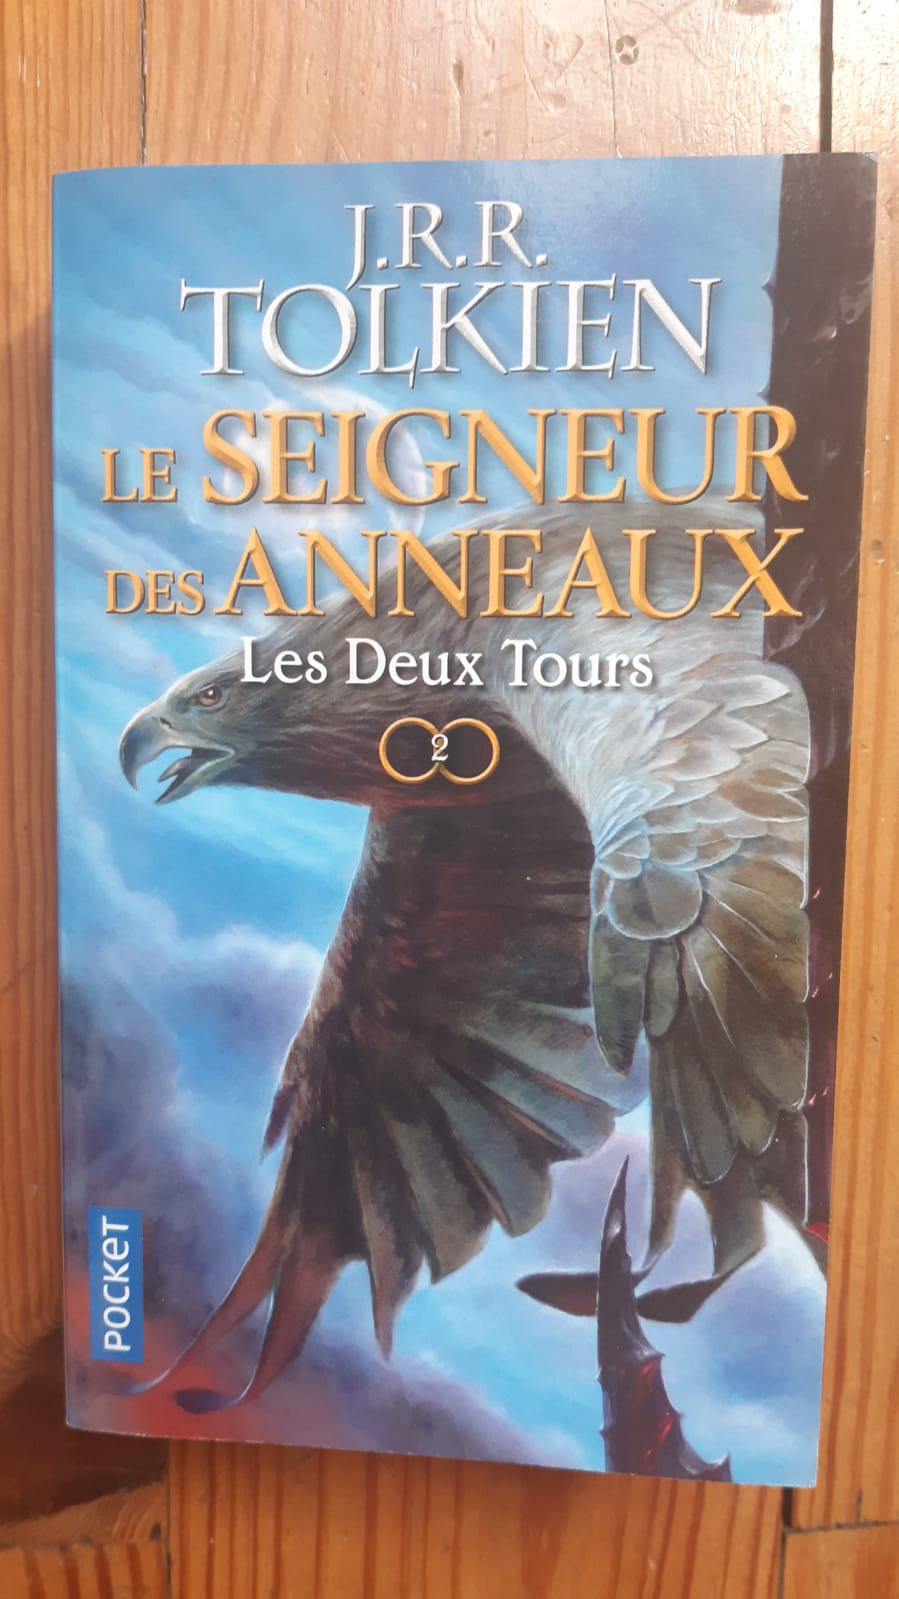 J.R.R.
TOLKIEN
LE SEIGNEUR
DES ANNEAUX
Les Deux Tours
2
POCKET